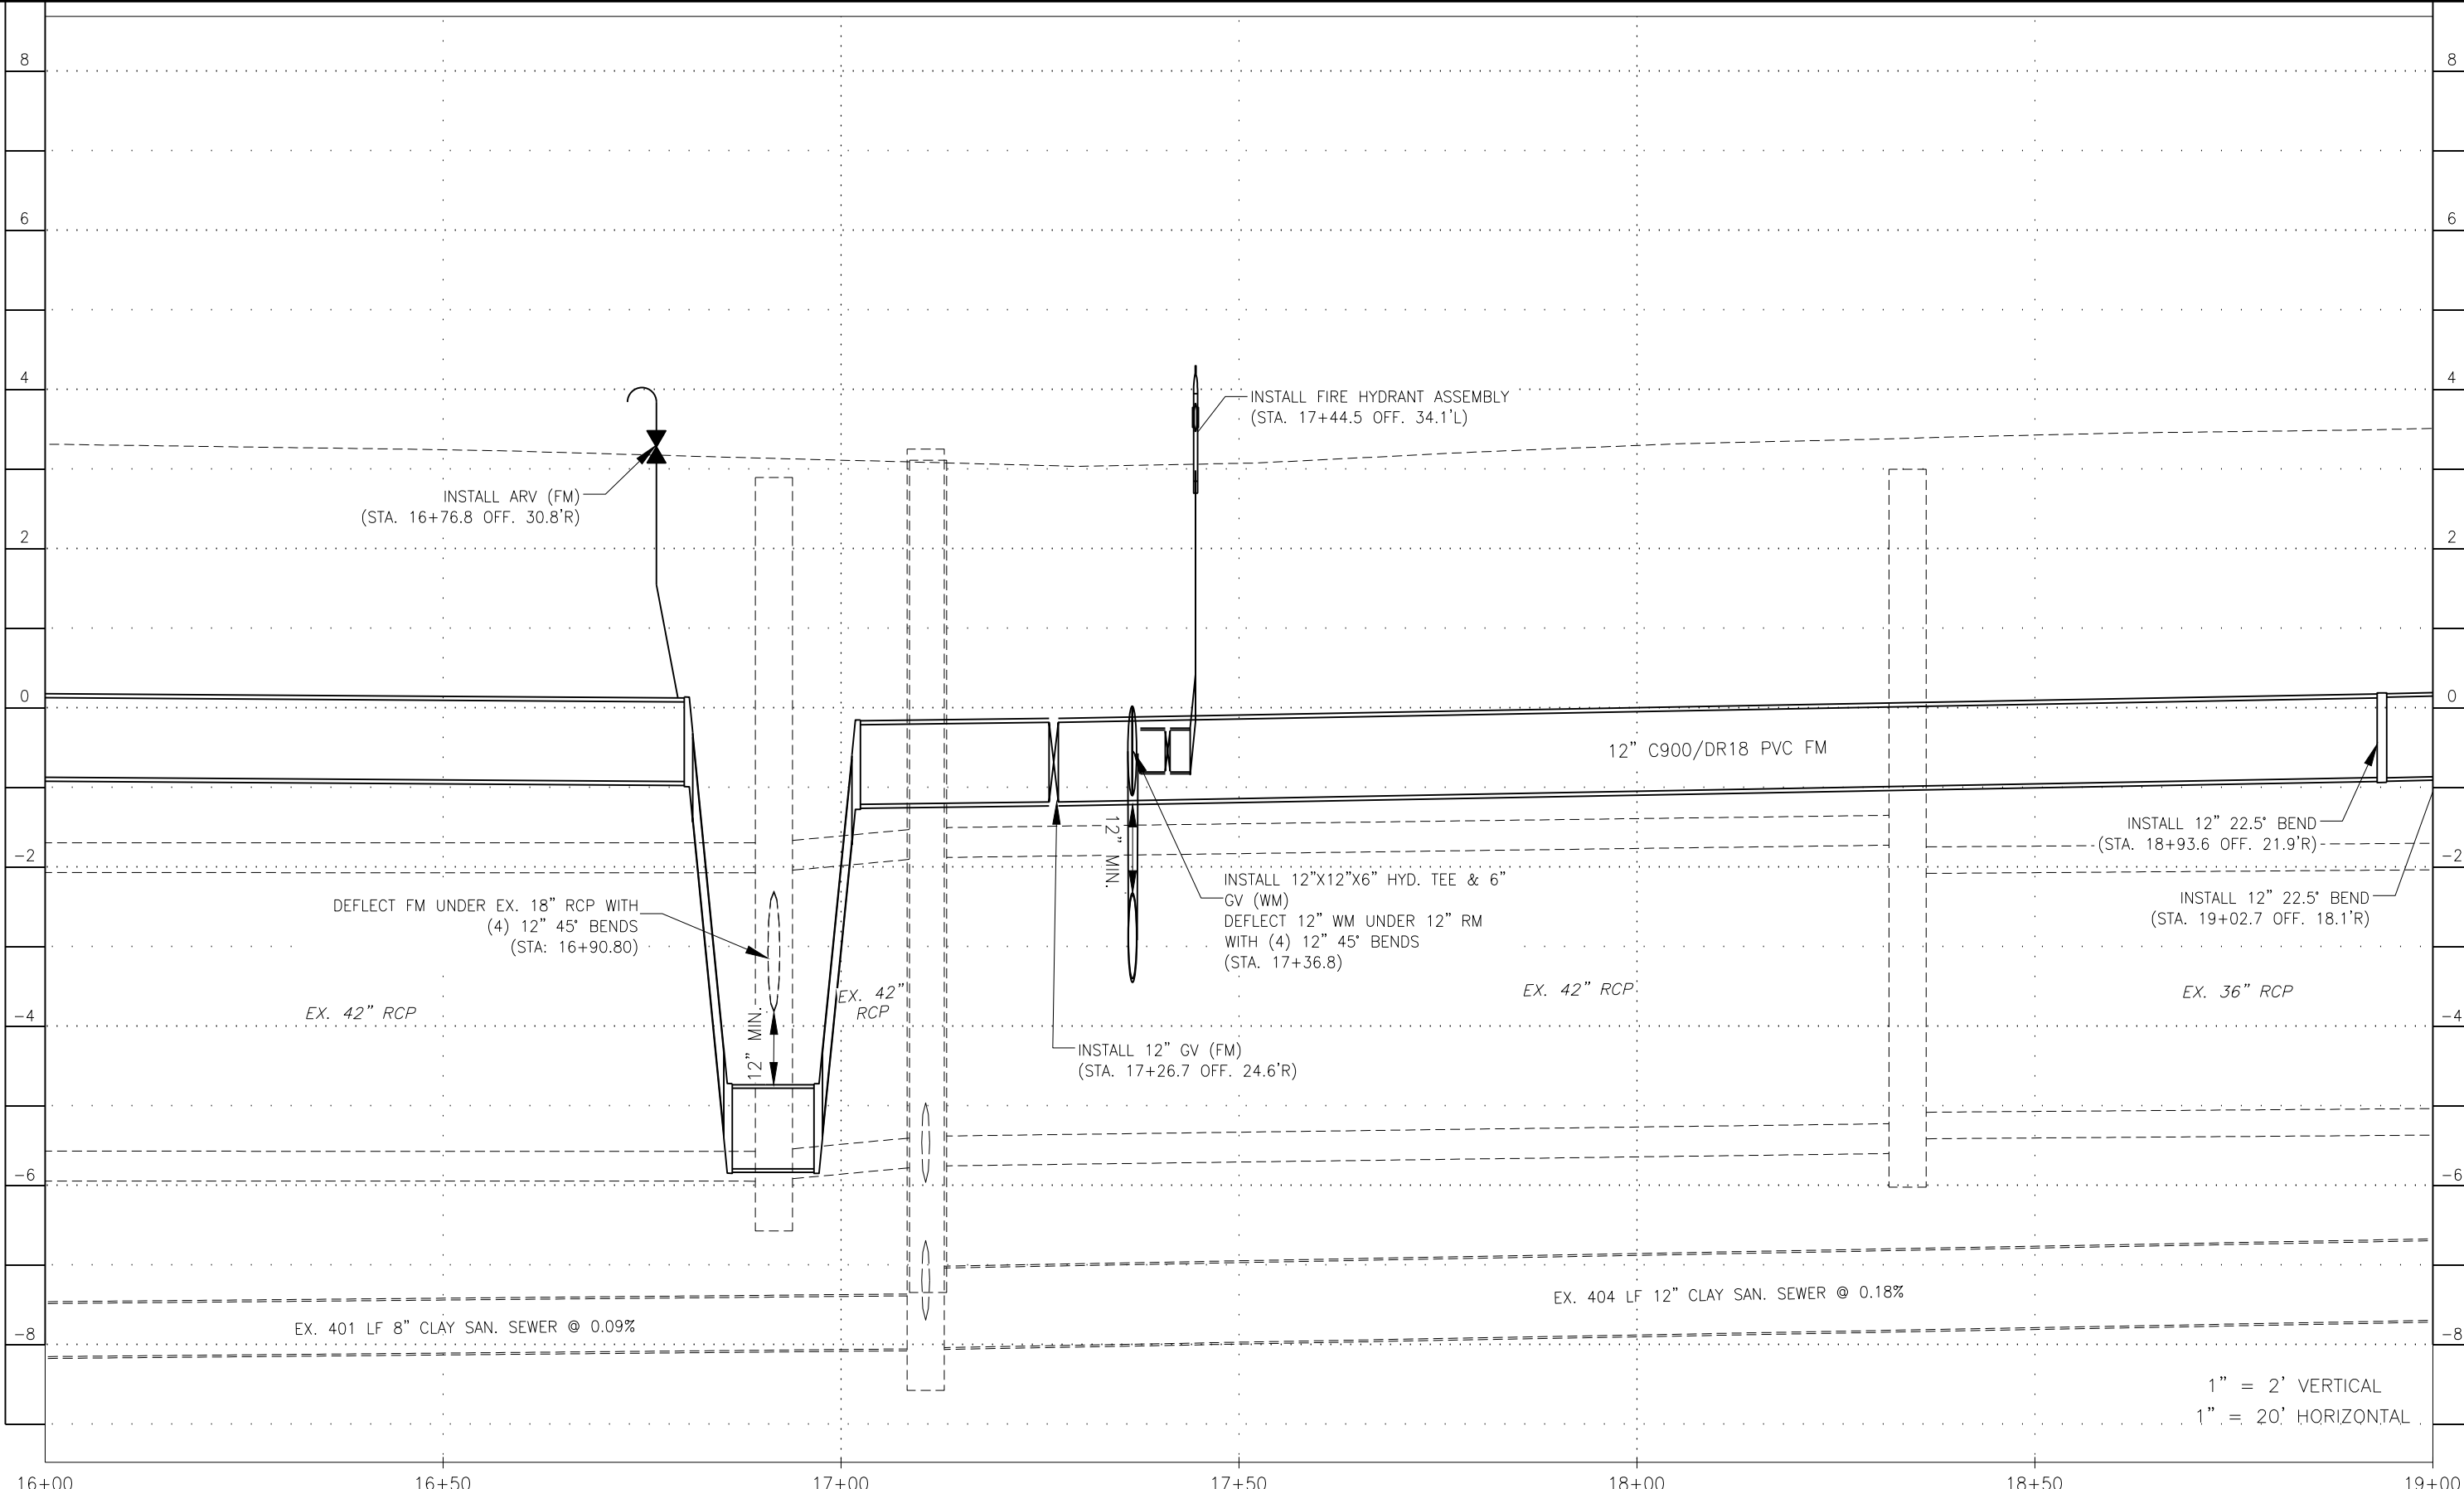 8
8
6
6
4
4
INSTALL FIRE HYDRANT ASSEMBLY
(STA. 17+44.5 OFF. 34.1'L)
INSTALL ARV (FM)
(STA. 16+76.8 OFF. 30.8'R)
2
2
0
0
12" C900/DR18 PVC FM
12" MIN.
INSTALL 12" 22.5° BEND
(STA. 18+93.6 OFF. 21.9'R)
-2
-2
INSTALL 12"X12"X6" HYD. TEE & 6"
GV (WM)
DEFLECT 12" WM UNDER 12" RM
WITH (4) 12" 45° BENDS
(STA. 17+36.8)
INSTALL 12" 22.5° BEND
(STA. 19+02.7 OFF. 18.1'R)
DEFLECT FM UNDER EX. 18" RCP WITH
(4) 12" 45° BENDS
(STA: 16+90.80)
EX. 42" RCP
EX. 42"
RCP
EX. 42" RCP
EX. 36" RCP
-4
-4
12" MIN.
INSTALL 12" GV (FM)
(STA. 17+26.7 OFF. 24.6'R)
-6
-6
EX. 404 LF 12" CLAY SAN. SEWER @ 0.18%
EX. 401 LF 8" CLAY SAN. SEWER @ 0.09%
-8
-8
1" = 2' VERTICAL
1" = 20' HORIZONTAL
16+00
16+50
17+00
17+50
18+00
18+50
19+00